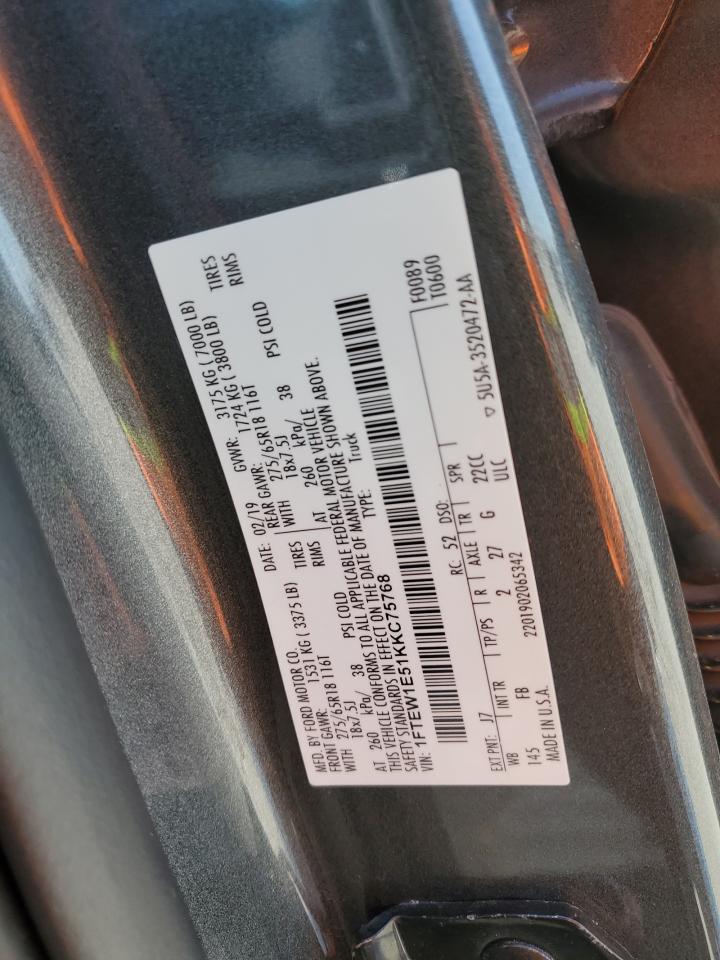 MFD. BY FORD MOTOR CO. DATE: 02/19 GVWR: 3175 KG ( 7000 LB)
FRONT GAWR: 1531 KG ( 3375 LB) REAR GAWR: 1724 KG ( 3800 LB)
275/65R18 116T TIRES 275/65R18 116T TIRES
WITH 18x7.5J RIMS WITH 18x7.5J RIMS
AT 260 kPa/ 38 PSI COLD AT 260 kPa/ 38 PSI COLD
THIS VEHICLE CONFORMS TO ALL APPLICABLE FEDERAL MOTOR VEHICLE
SAFETY STANDARDS IN EFFECT ON THE DATE OF MANUFACTURE SHOWN ABOVE.
VIN: 1FTEW1E51KKC75768 TYPE: Truck
F0089
T0600
EXT PNT: J7 RC: 52 DSO:
WB INT TR TP/PS R AXLE TR SPR
145 FB 2 27 G 22CC
MADE IN U.S.A. 2201902065342 ULC ▽ 5U5A-3520472-AA